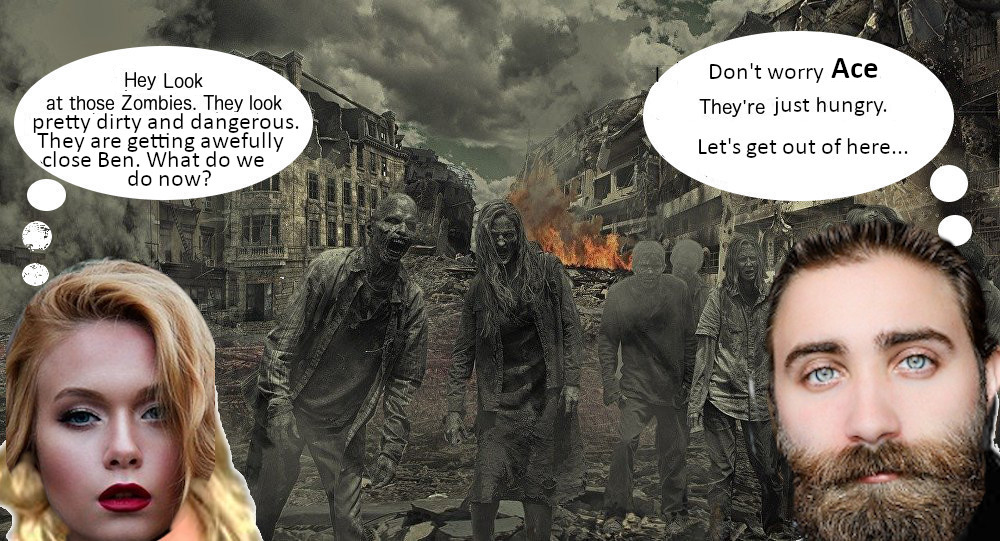 Hey Look
at those Zombies. They look
pretty dirty and dangerous.
They are getting awefully
close Ben. What do we
do now?
Don't worry Ace
They're just hungry.
Let's get out of here...